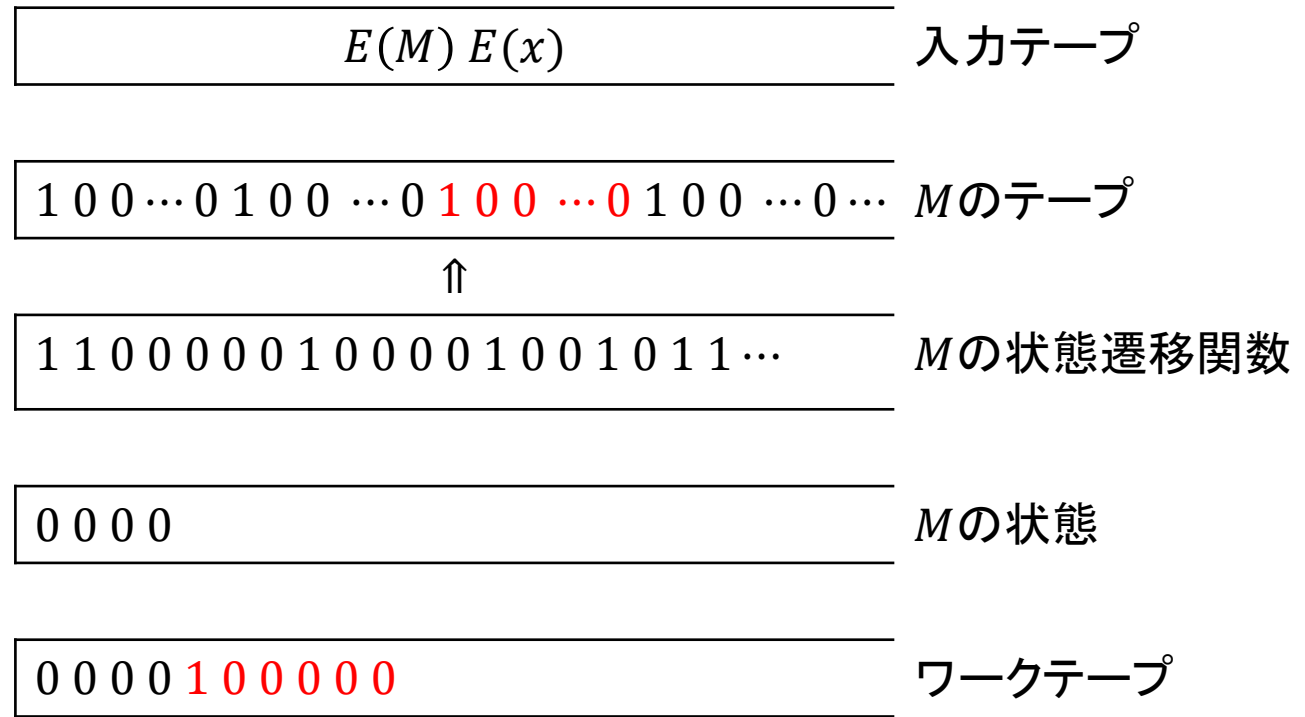 E(M) E(x) 入力テープ
1 0 0 ⋯ 0 1 0 0 ⋯ 0 1 0 0 ⋯ 0 1 0 0 ⋯ 0 ⋯ Mのテープ
⇑
1 1 0 0 0 0 0 1 0 0 0 0 1 0 0 1 0 1 1 ⋯ Mの状態遷移関数
0 0 0 0 Mの状態
0 0 0 0 1 0 0 0 0 0 ワークテープ